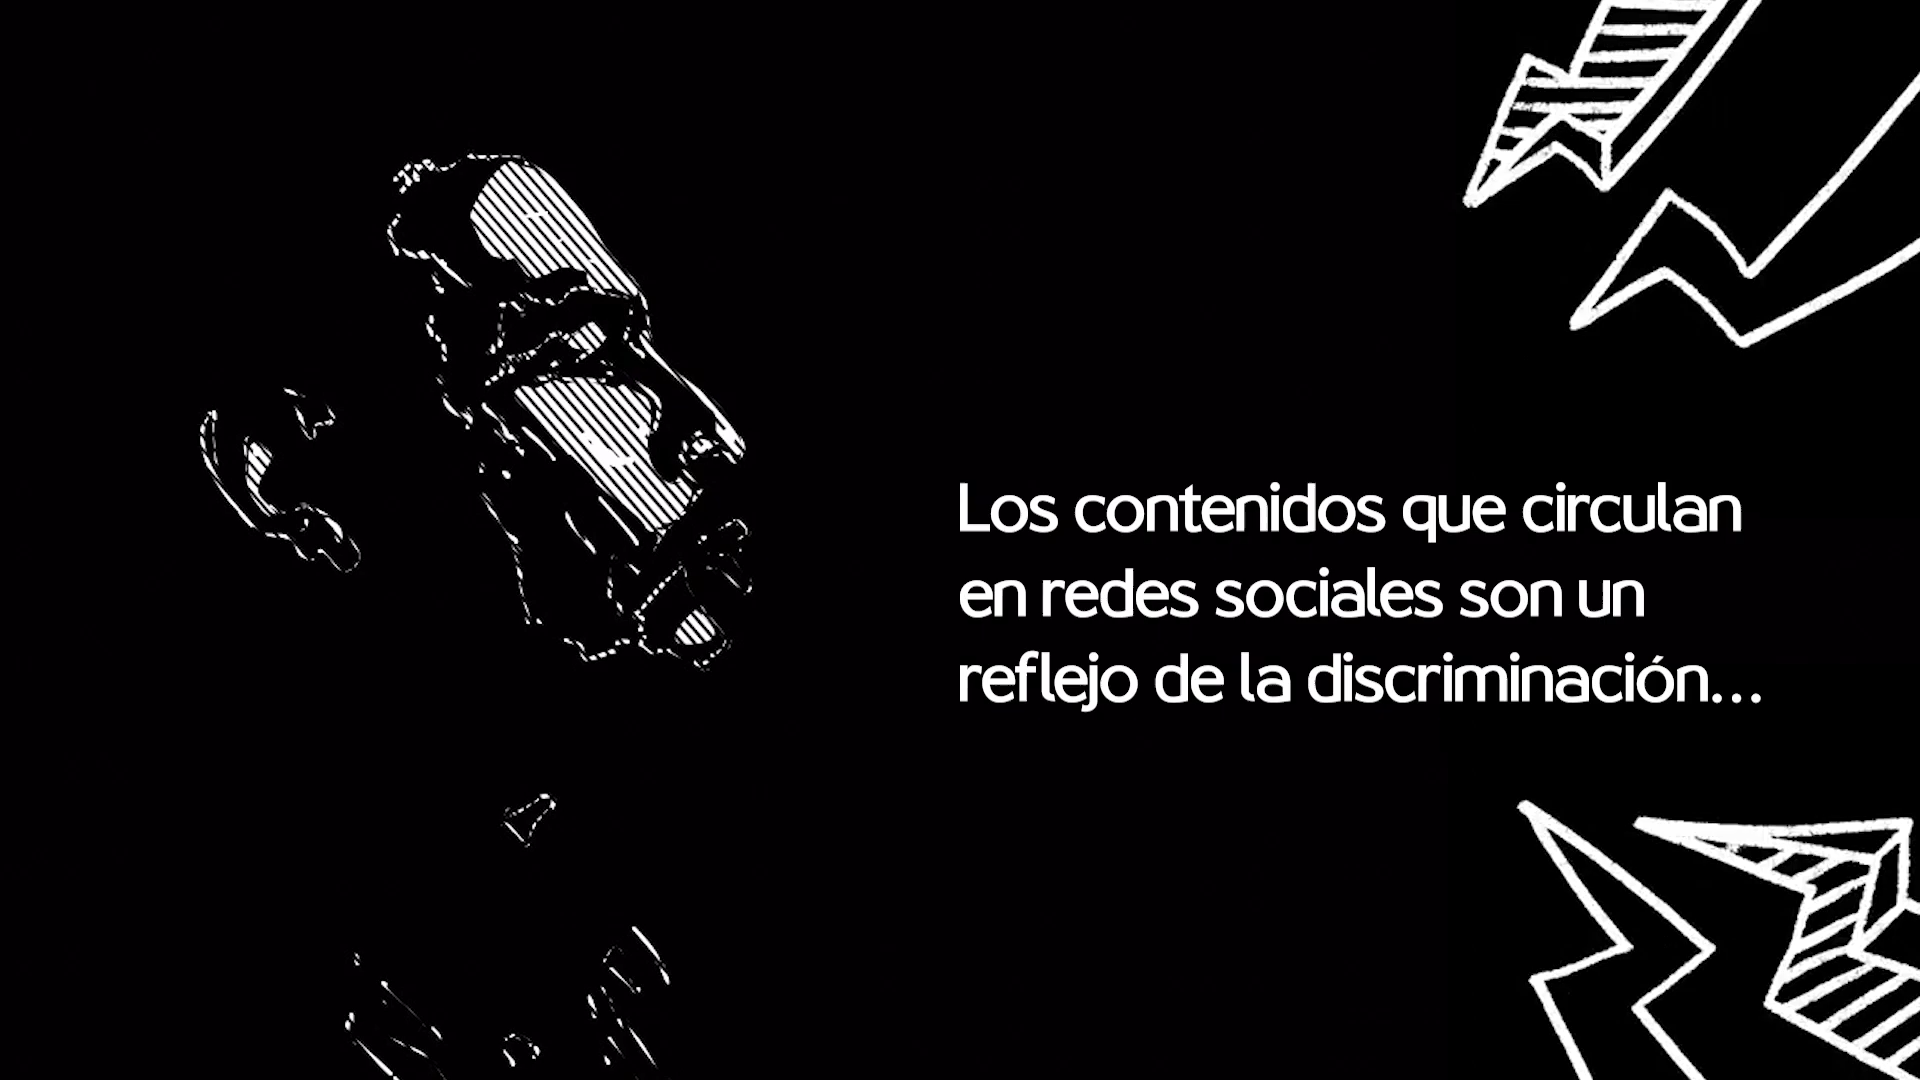 Los contenidos que circulan
en redes sociales son un
reflejo de la discriminación...